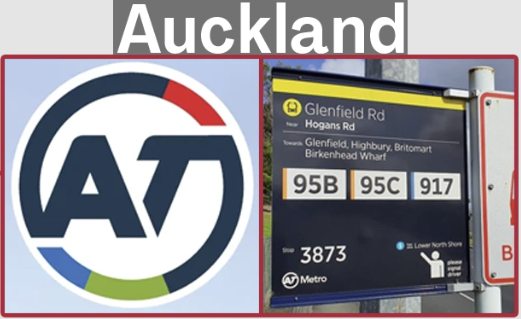 Auckland
AT
Glenfield Rd
Near Hogans Rd
Towards Glenfield, Highbury, Britomart
Birkenhead Wharf
95B 95C 917
Stop 3873
31 Lower North Shore
please
signal
driver
AT Metro
B